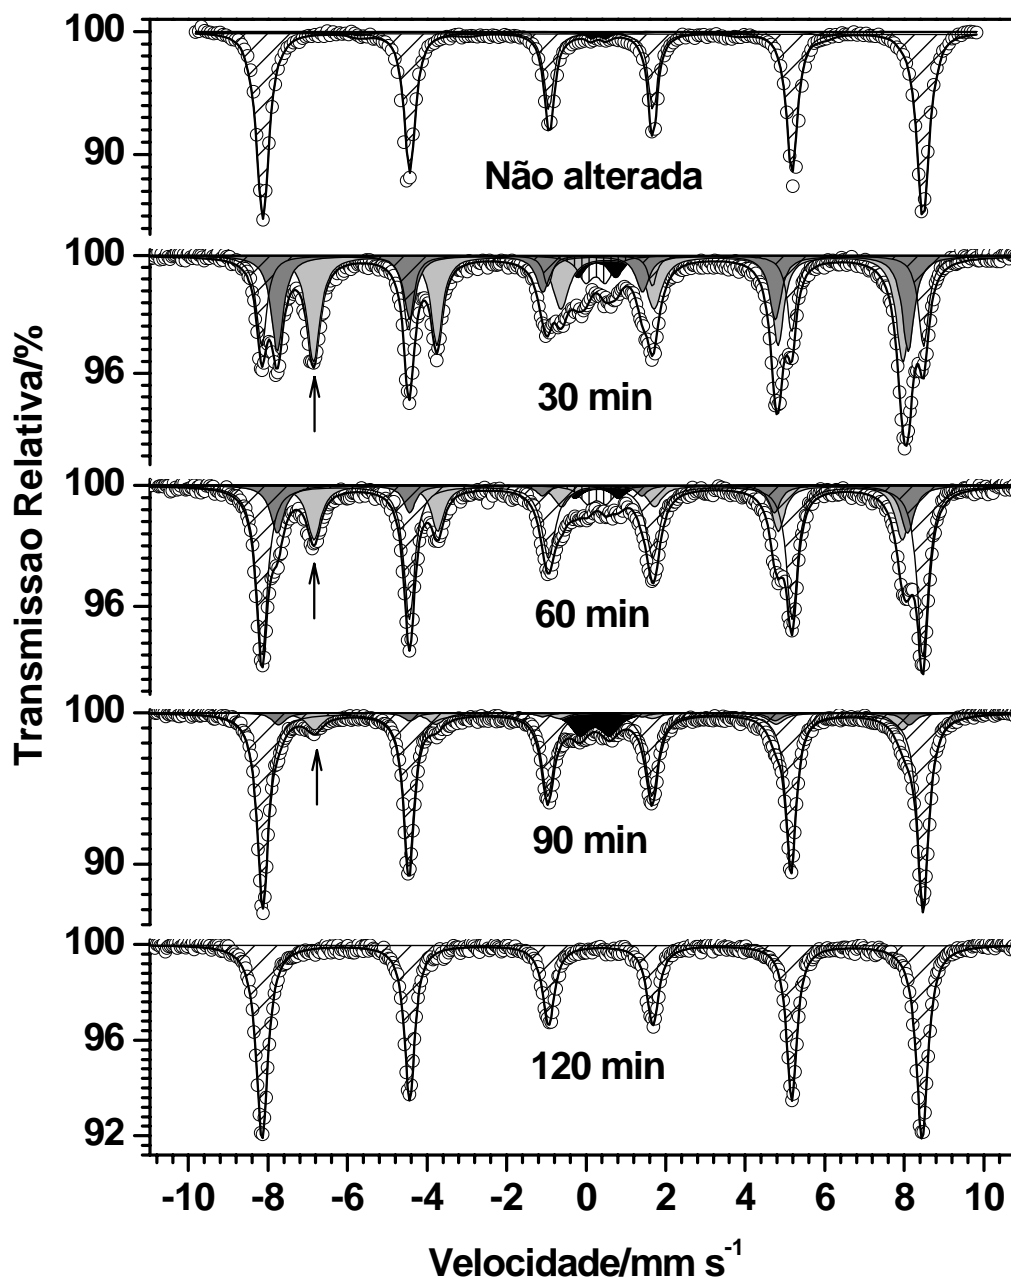 Transmissao Relativa/%
100
90
Não alterada
100
96
30 min
100
96
60 min
100
90
90 min
100
96
92
120 min
-10 -8 -6 -4 -2 0 2 4 6 8 10
Velocidade/mm s⁻¹